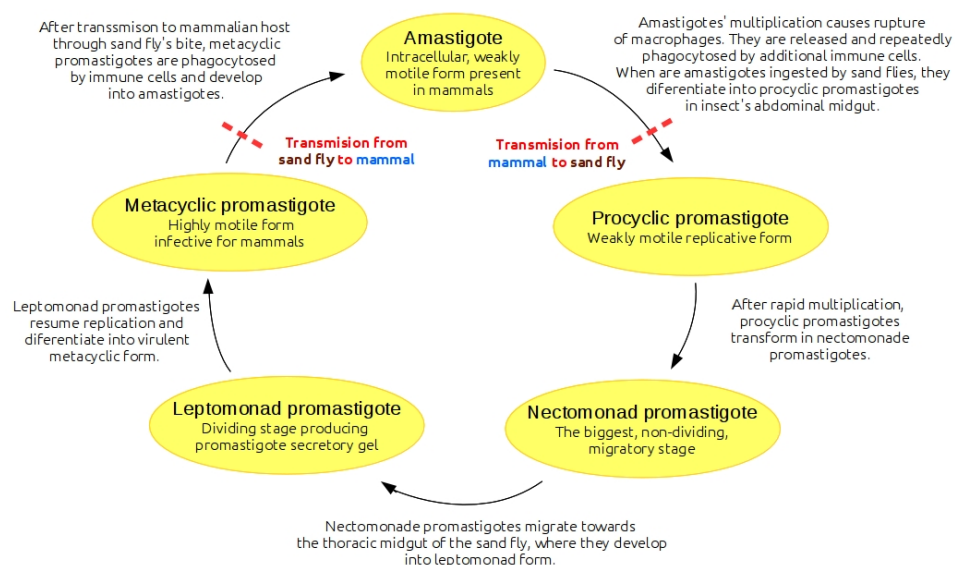 After transsmison to mammalian host
through sand fly's bite, metacyclic
promastigotes are phagocytosed
by immune cells and develop
into amastigotes.
Amastigote
Intracellular, weakly
motile form present
in mammals
Amastigotes' multiplication causes rupture
of macrophages. They are released and repeatedly
phagocytosed by additional immune cells.
When are amastigotes ingested by sand flies, they
diferentiate into procyclic promastigotes
in insect's abdominal midgut.
Transmision from
sand fly to mammal
Transmision from
mammal to sand fly
Metacyclic promastigote
Highly motile form
infective for mammals
Procyclic promastigote
Weakly motile replicative form
Leptomonad promastigotes
resume replication and
diferentiate into virulent
metacyclic form.
After rapid multiplication,
procyclic promastigotes
transform in nectomonade
promastigotes.
Leptomonad promastigote
Dividing stage producing
promastigote secretory gel
Nectomonad promastigote
The biggest, non-dividing,
migratory stage
Nectomonade promastigotes migrate towards
the thoracic midgut of the sand fly, where they develop
into leptomonad form.